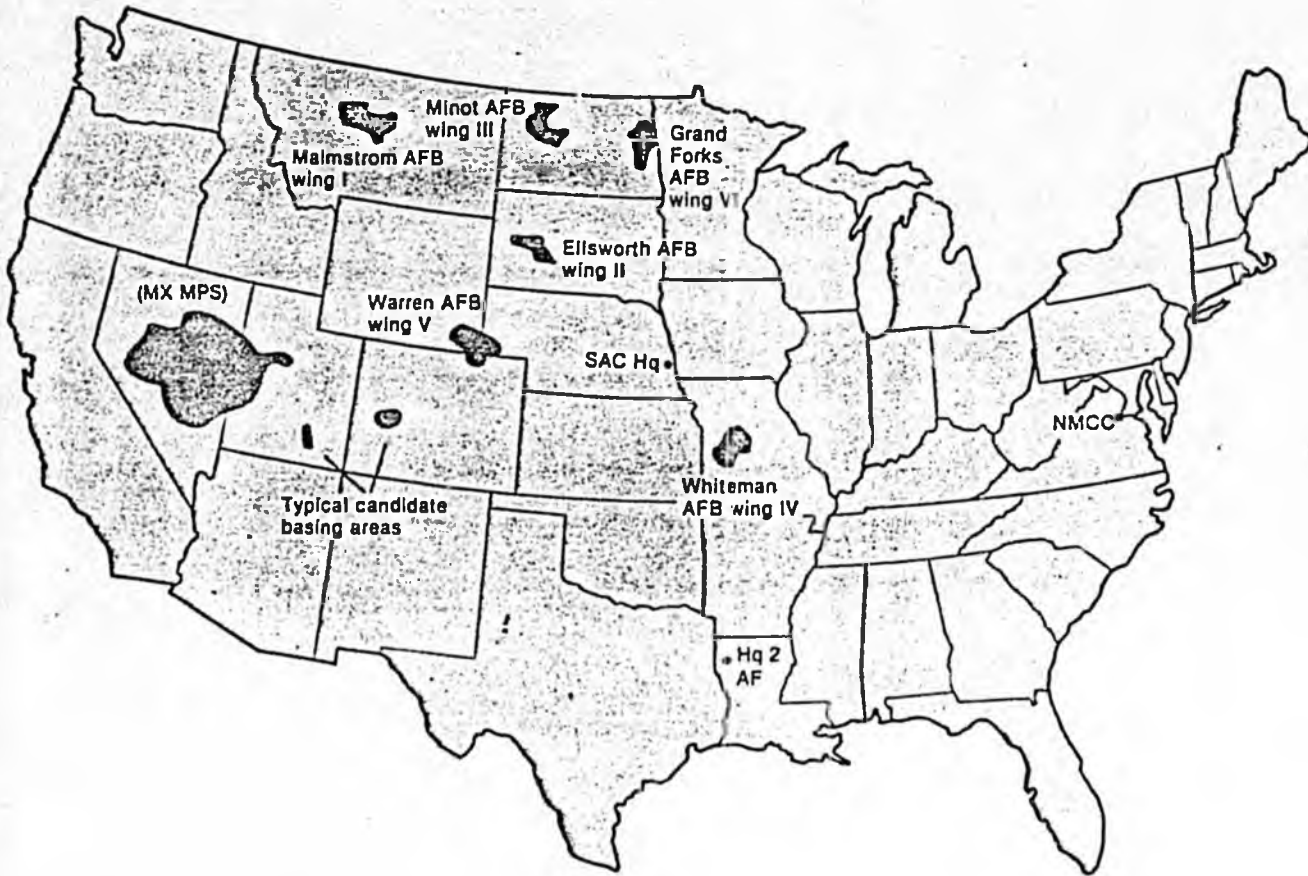 Minot AFB
wing III
Malmstrom AFB
wing I
Grand
Forks
AFB
wing VI
Ellsworth AFB
wing II
(MX MPS)
Warren AFB
wing V
SAC Hq
NMCC
Whiteman
AFB wing IV
Typical candidate
basing areas
Hq 2
AF